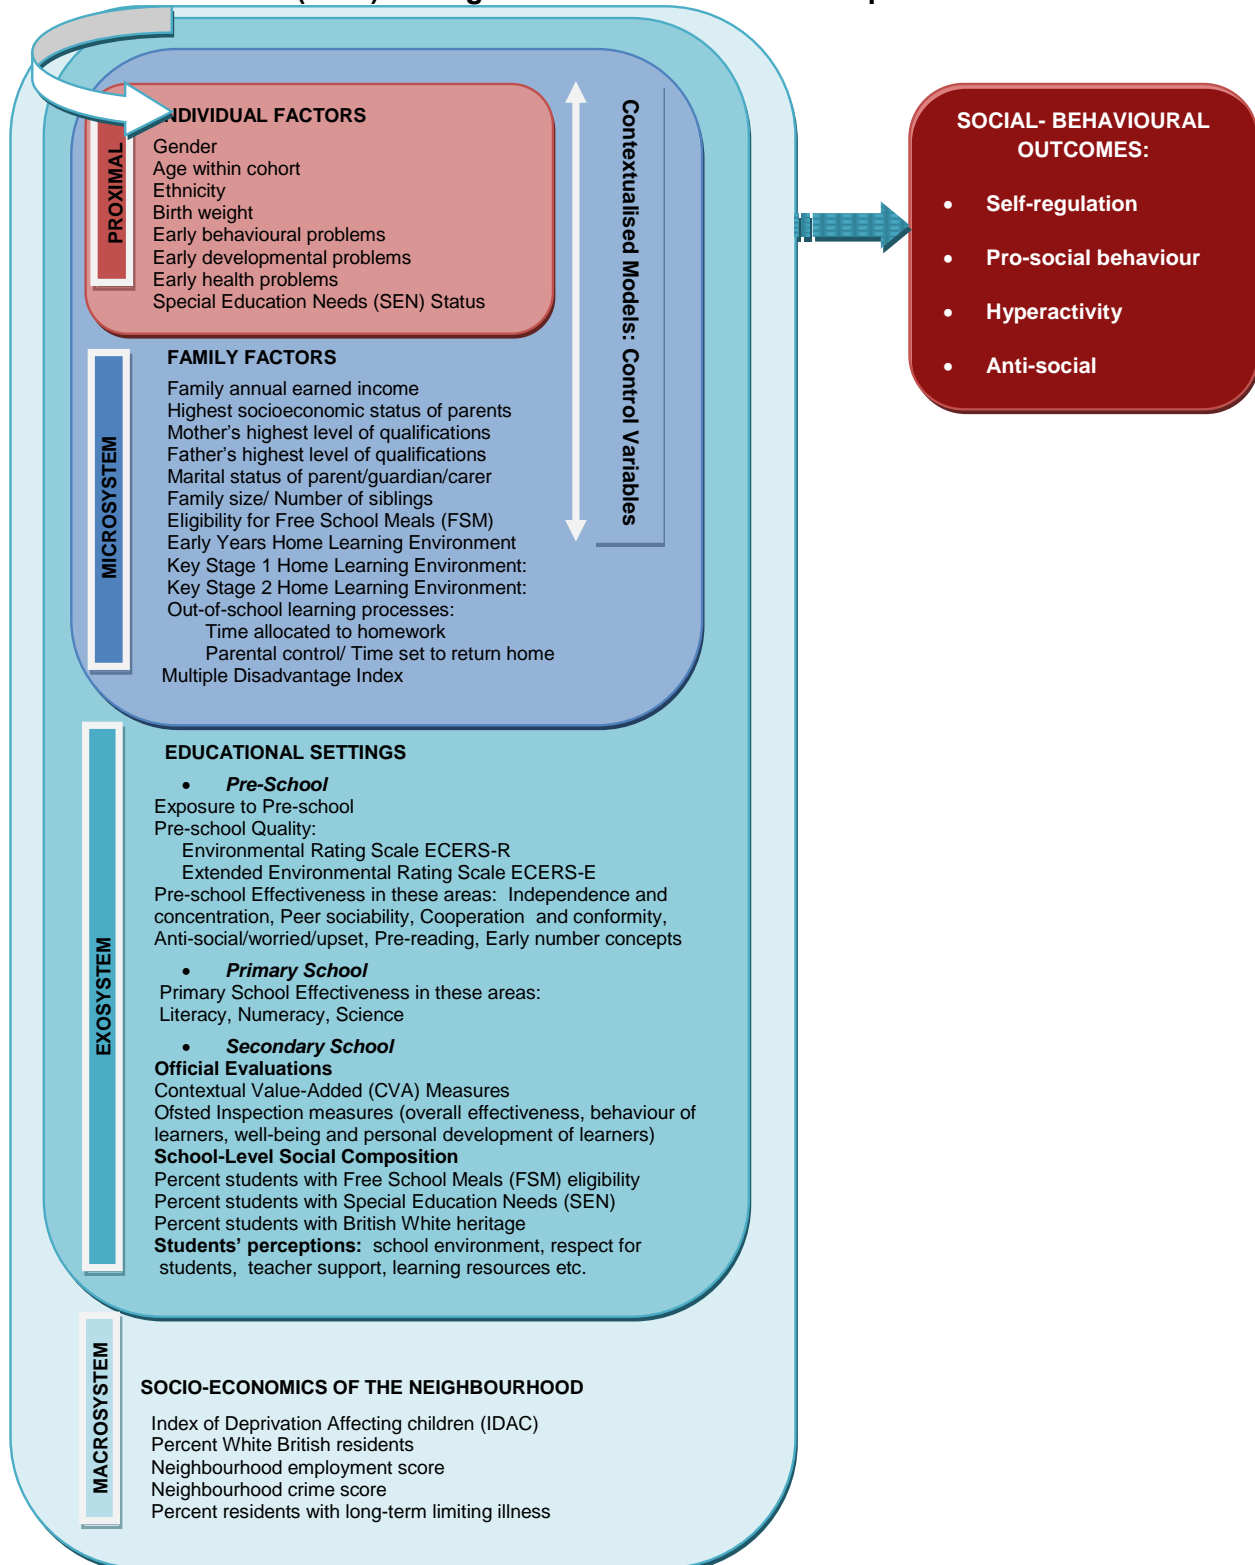 INDIVIDUAL FACTORS
PROXIMAL
Gender
Age within cohort
Ethnicity
Birth weight
Early behavioural problems
Early developmental problems
Early health problems
Special Education Needs (SEN) Status
Contextualised Models: Control Variables
FAMILY FACTORS
MICROSYSTEM
Family annual earned income
Highest socioeconomic status of parents
Mother's highest level of qualifications
Father's highest level of qualifications
Marital status of parent/guardian/carer
Family size/ Number of siblings
Eligibility for Free School Meals (FSM)
Early Years Home Learning Environment
Key Stage 1 Home Learning Environment:
Key Stage 2 Home Learning Environment:
Out-of-school learning processes:
Time allocated to homework
Parental control/ Time set to return home
Multiple Disadvantage Index
EDUCATIONAL SETTINGS
EXOSYSTEM
• Pre-School
Exposure to Pre-school
Pre-school Quality:
Environmental Rating Scale ECERS-R
Extended Environmental Rating Scale ECERS-E
Pre-school Effectiveness in these areas: Independence and
concentration, Peer sociability, Cooperation and conformity,
Anti-social/worried/upset, Pre-reading, Early number concepts
• Primary School
Primary School Effectiveness in these areas:
Literacy, Numeracy, Science
• Secondary School
Official Evaluations
Contextual Value-Added (CVA) Measures
Ofsted Inspection measures (overall effectiveness, behaviour of
learners, well-being and personal development of learners)
School-Level Social Composition
Percent students with Free School Meals (FSM) eligibility
Percent students with Special Education Needs (SEN)
Percent students with British White heritage
Students' perceptions: school environment, respect for
students, teacher support, learning resources etc.
MACROSYSTEM
SOCIO-ECONOMICS OF THE NEIGHBOURHOOD
Index of Deprivation Affecting children (IDAC)
Percent White British residents
Neighbourhood employment score
Neighbourhood crime score
Percent residents with long-term limiting illness
SOCIAL- BEHAVIOURAL
OUTCOMES:
• Self-regulation
• Pro-social behaviour
• Hyperactivity
• Anti-social